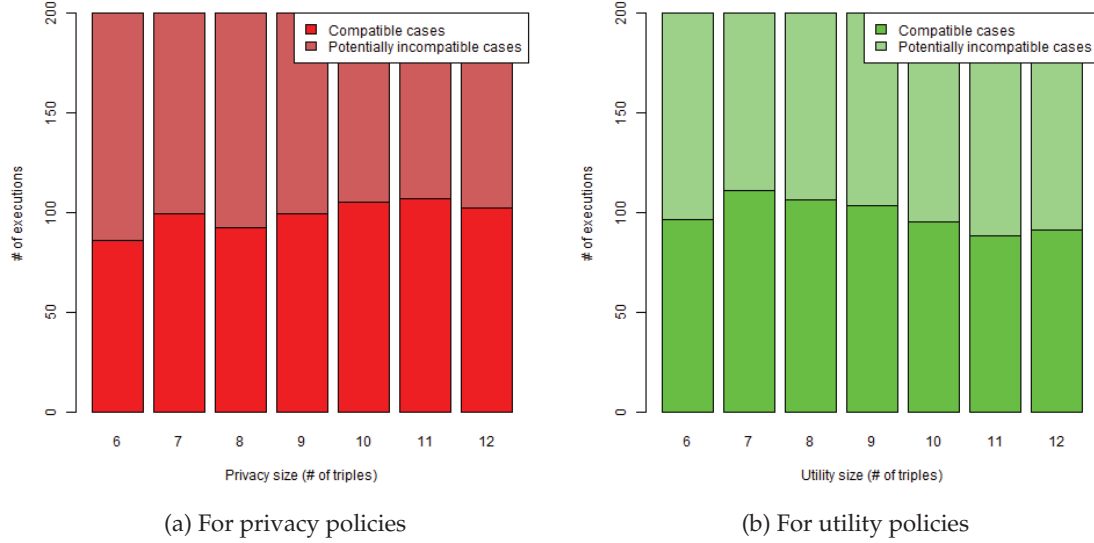 Compatible cases
Potentially incompatible cases
200
150
100
50
0
# of executions
6 7 8 9 10 11 12
Privacy size (# of triples)
(a) For privacy policies
Compatible cases
Potentially incompatible cases
200
150
100
50
0
# of executions
6 7 8 9 10 11 12
Utility size (# of triples)
(b) For utility policies